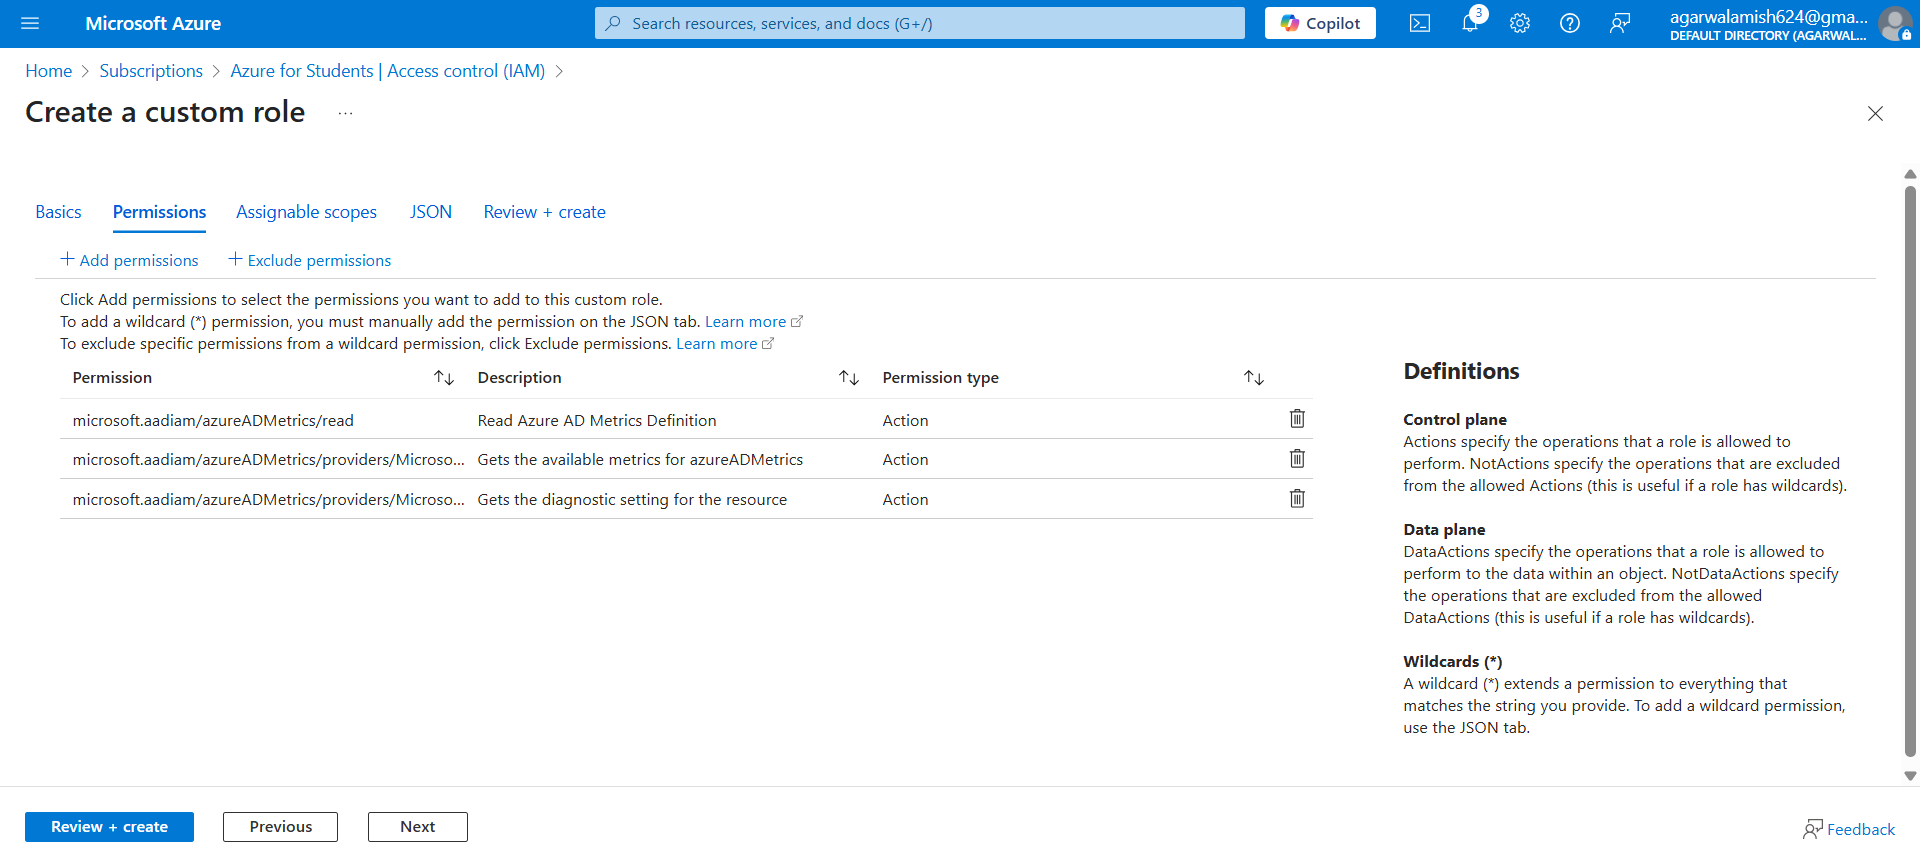 Microsoft Azure
Search resources, services, and docs (G+/)
Copilot
3
agarwalamish624@gma...
DEFAULT DIRECTORY (AGARWAL...
Home > Subscriptions > Azure for Students | Access control (IAM) >
Create a custom role ...
Basics Permissions Assignable scopes JSON Review + create
+ Add permissions + Exclude permissions
Click Add permissions to select the permissions you want to add to this custom role.
To add a wildcard (*) permission, you must manually add the permission on the JSON tab. Learn more
To exclude specific permissions from a wildcard permission, click Exclude permissions. Learn more
Permission Description Permission type
microsoft.aadiam/azureADMetrics/read Read Azure AD Metrics Definition Action
microsoft.aadiam/azureADMetrics/providers/Microso... Gets the available metrics for azureADMetrics Action
microsoft.aadiam/azureADMetrics/providers/Microso... Gets the diagnostic setting for the resource Action
Definitions
Control plane
Actions specify the operations that a role is allowed to
perform. NotActions specify the operations that are excluded
from the allowed Actions (this is useful if a role has wildcards).
Data plane
DataActions specify the operations that a role is allowed to
perform to the data within an object. NotDataActions specify
the operations that are excluded from the allowed
DataActions (this is useful if a role has wildcards).
Wildcards (*)
A wildcard (*) extends a permission to everything that
matches the string you provide. To add a wildcard permission,
use the JSON tab.
Review + create Previous Next
Feedback